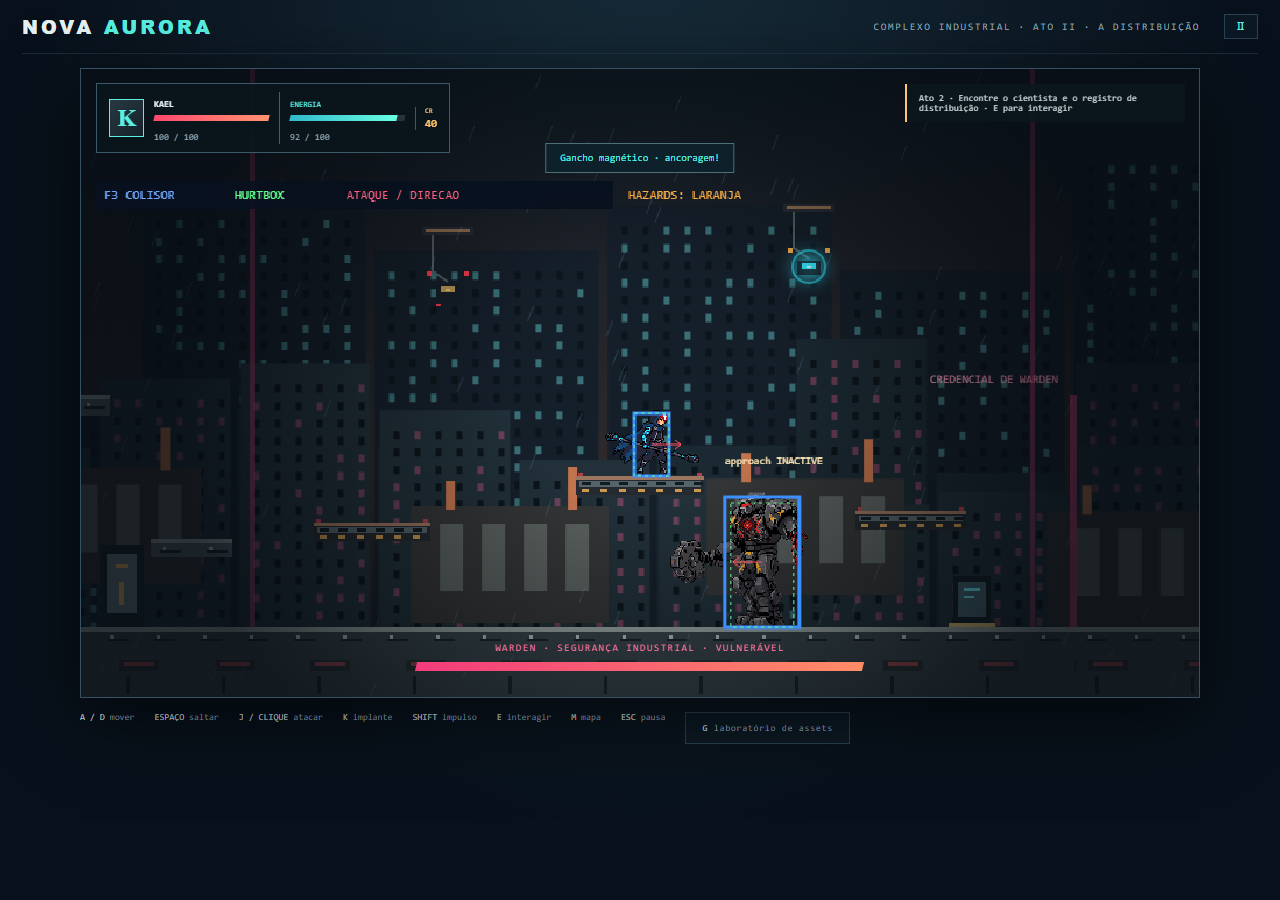 NOVA AURORA
COMPLEXO INDUSTRIAL · ATO II · A DISTRIBUIÇÃO
II
K
KAEL
100 / 100
ENERGIA
92 / 100
CR
40
Ato 2 · Encontre o cientista e o registro de
distribuição · E para interagir
Gancho magnético · ancoragem!
F3 COLISOR HURTBOX ATAQUE / DIRECAO HAZARDS: LARANJA
CREDENCIAL DE WARDEN
approach INACTIVE
WARDEN · SEGURANÇA INDUSTRIAL · VULNERÁVEL
A / D mover ESPAÇO saltar J / CLIQUE atacar K implante SHIFT impulso E interagir M mapa ESC pausa
G laboratório de assets